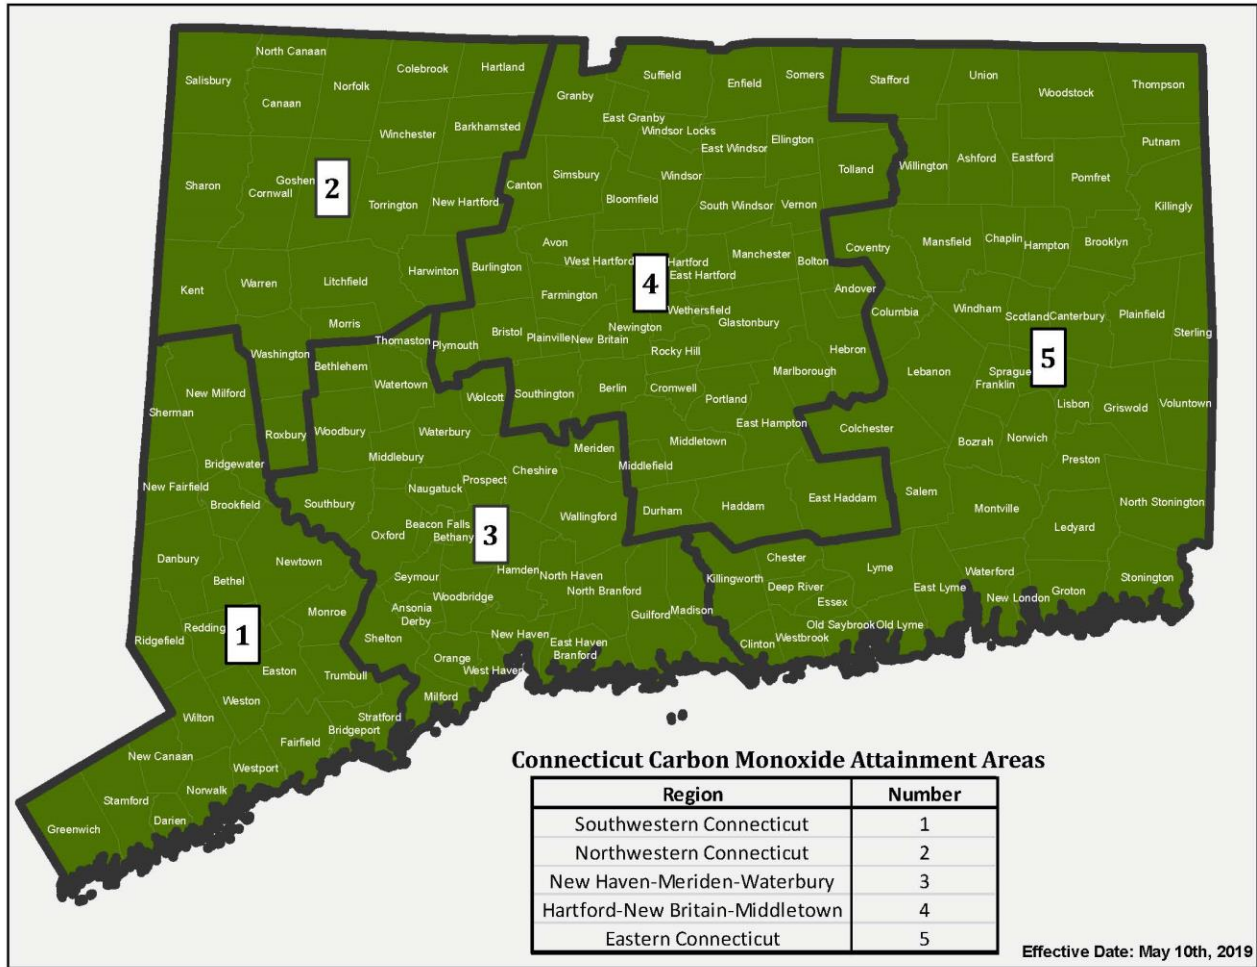 North Canaan
Colebrook
Hartland
Salisbury
Norfolk
Canaan
Suffield
Enfield
Somers
Stafford
Union
Woodstock
Thompson
Granby
East Granby
Windsor Locks
Winchester
Barkhamsted
East Windsor
Ellington
Putnam
Sharon
Goshen
Cornwall
2
Canton
Simsbury
Windsor
Tolland
Willington
Ashford
Eastford
Pomfret
Torrington
New Hartford
Bloomfield
South Windsor
Vernon
Killingly
Avon
West Hartford
Hartford
East Hartford
Manchester
Bolton
Coventry
Mansfield
Chaplin
Hampton
Brooklyn
Kent
Warren
Litchfield
Harwinton
Burlington
Farmington
4
Andover
Morris
Wethersfield
Columbia
Windham
Scotland
Canterbury
Plainfield
Sterling
Washington
Bethlehem
Thomaston
Plymouth
Bristol
Plainville
New Britain
Newington
Glastonbury
Rocky Hill
Hebron
Marlborough
Lebanon
Sprague
Franklin
5
Sherman
New Milford
Roxbury
Watertown
Wolcott
Southington
Berlin
Cromwell
Portland
Lisbon
Griswold
Voluntown
Woodbury
Waterbury
East Hampton
Colchester
Bozrah
Norwich
Bridgewater
Middlebury
Meriden
Middletown
Middlefield
Preston
New Fairfield
Brookfield
Southbury
Naugatuck
Prospect
Cheshire
Durham
Haddam
East Haddam
Salem
Montville
North Stonington
Oxford
Beacon Falls
Bethany
3
Wallingford
Ledyard
Danbury
Bethel
Newtown
Seymour
Woodbridge
Hamden
North Haven
North Branford
Killingworth
Chester
Deep River
Lyme
East Lyme
Waterford
New London
Groton
Stonington
Redding
1
Monroe
Ansonia
Derby
Guilford
Madison
Essex
Ridgefield
Shelton
New Haven
East Haven
Branford
Clinton
Westbrook
Old Saybrook
Old Lyme
Easton
Trumbull
Orange
West Haven
Weston
Milford
Wilton
Stratford
Bridgeport
Fairfield
New Canaan
Westport
Norwalk
Stamford
Darien
Greenwich
Connecticut Carbon Monoxide Attainment Areas
Region Number
Southwestern Connecticut 1
Northwestern Connecticut 2
New Haven-Meriden-Waterbury 3
Hartford-New Britain-Middletown 4
Eastern Connecticut 5
Effective Date: May 10th, 2019